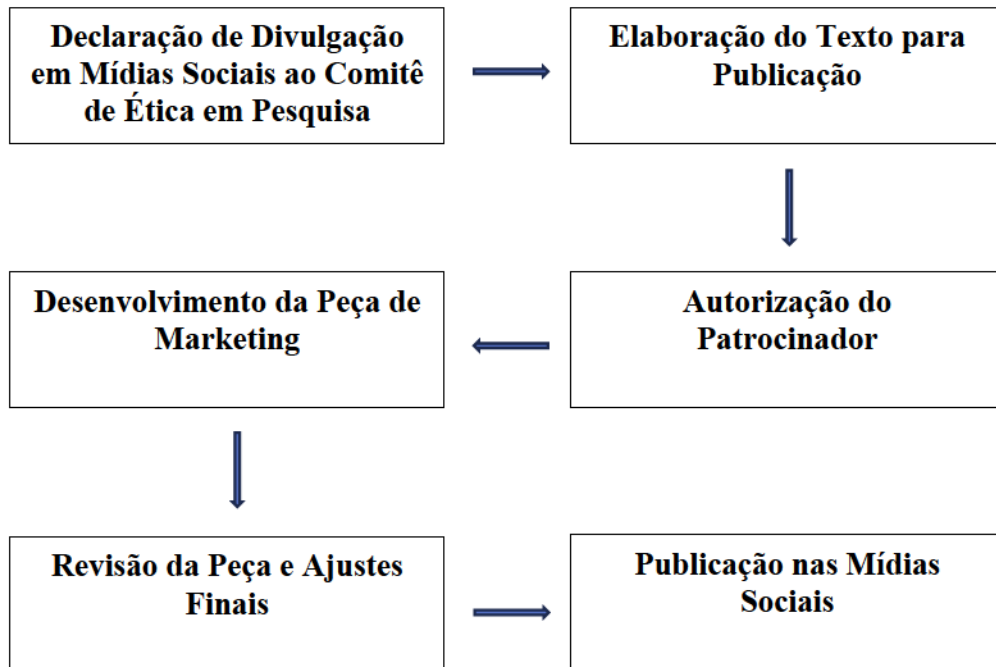 Declaração de Divulgação
em Mídias Sociais ao Comitê
de Ética em Pesquisa
Elaboração do Texto para
Publicação
Autorização do
Patrocinador
Desenvolvimento da Peça de
Marketing
Revisão da Peça e Ajustes
Finais
Publicação nas Mídias
Sociais